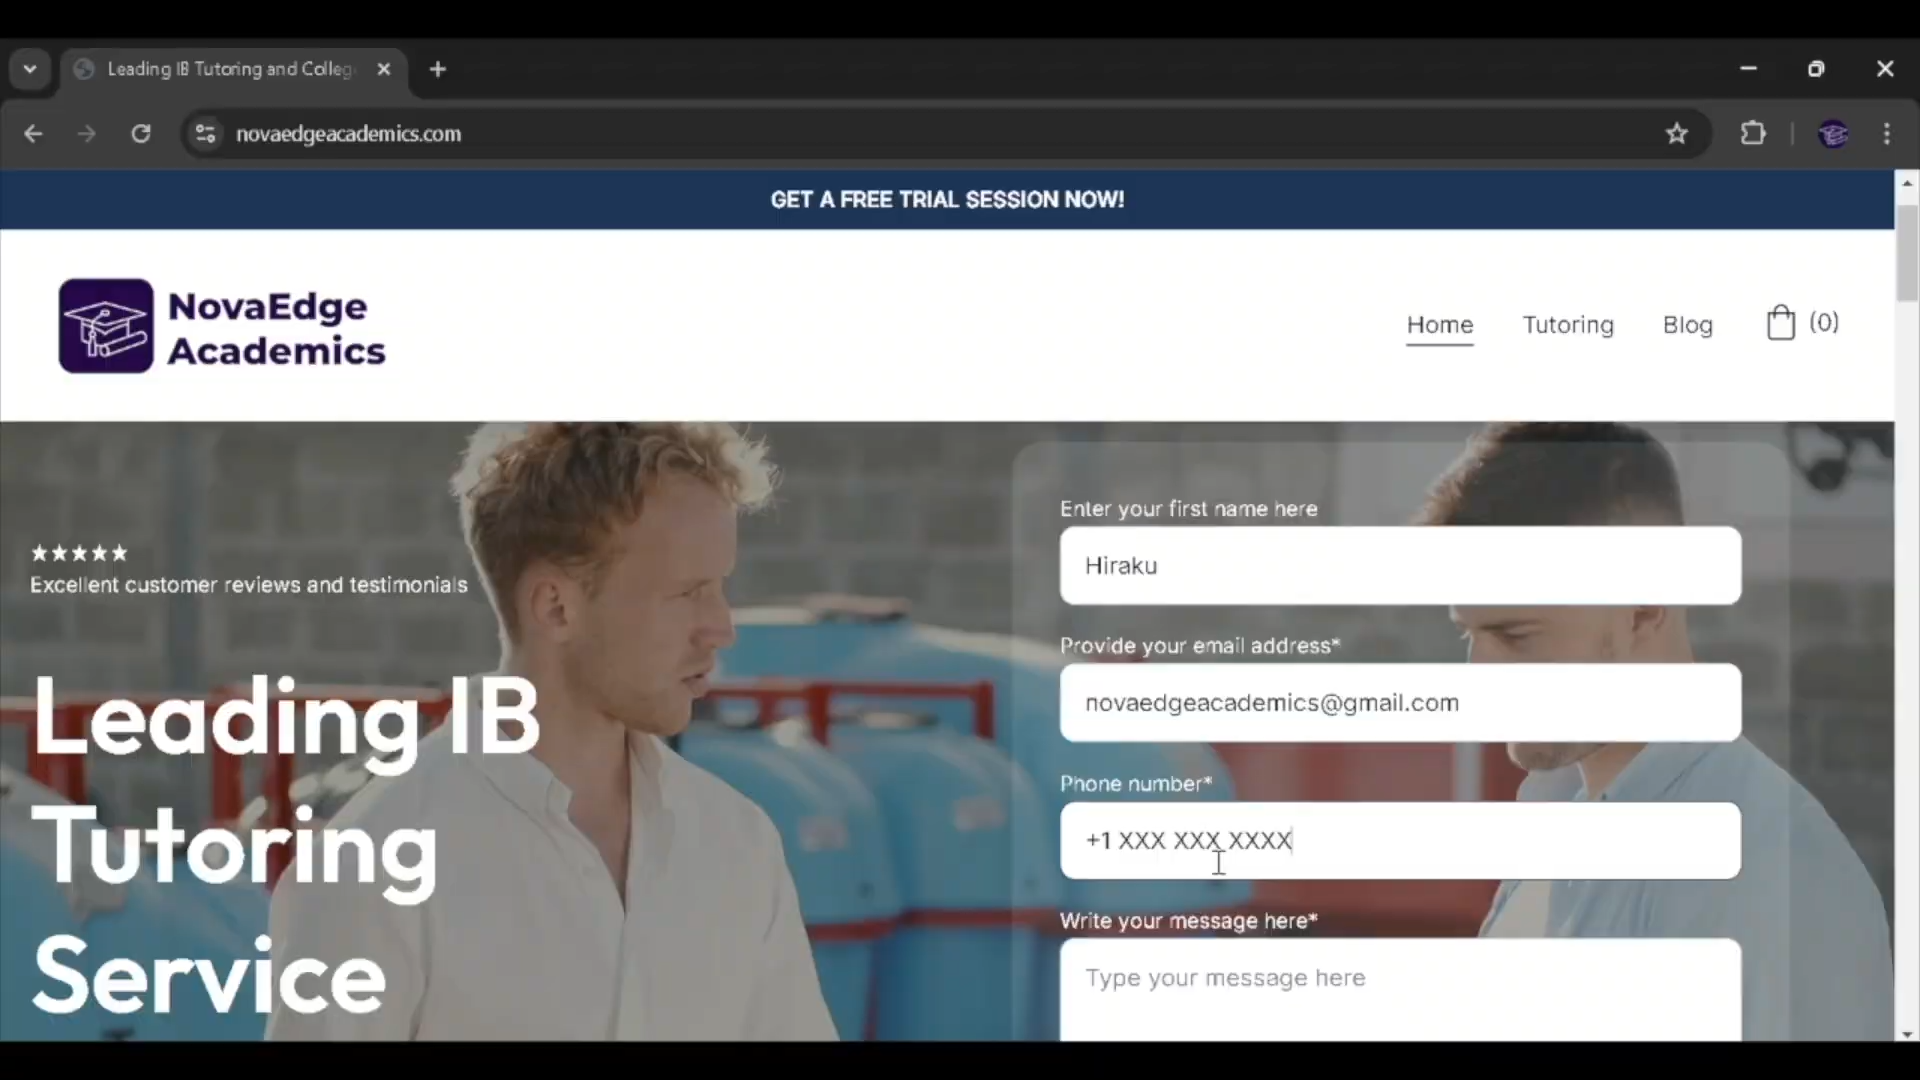 Leading IB Tutoring and Colleg
novaedgeacademics.com
GET A FREE TRIAL SESSION NOW!
NovaEdge
Academics
Home
Tutoring
Blog
(0)
★★★★★
Excellent customer reviews and testimonials
Leading IB
Tutoring
Service
Enter your first name here
Hiraku
Provide your email address*
novaedgeacademics@gmail.com
Phone number*
+1 XXX XXX XXXX
Write your message here*
Type your message here